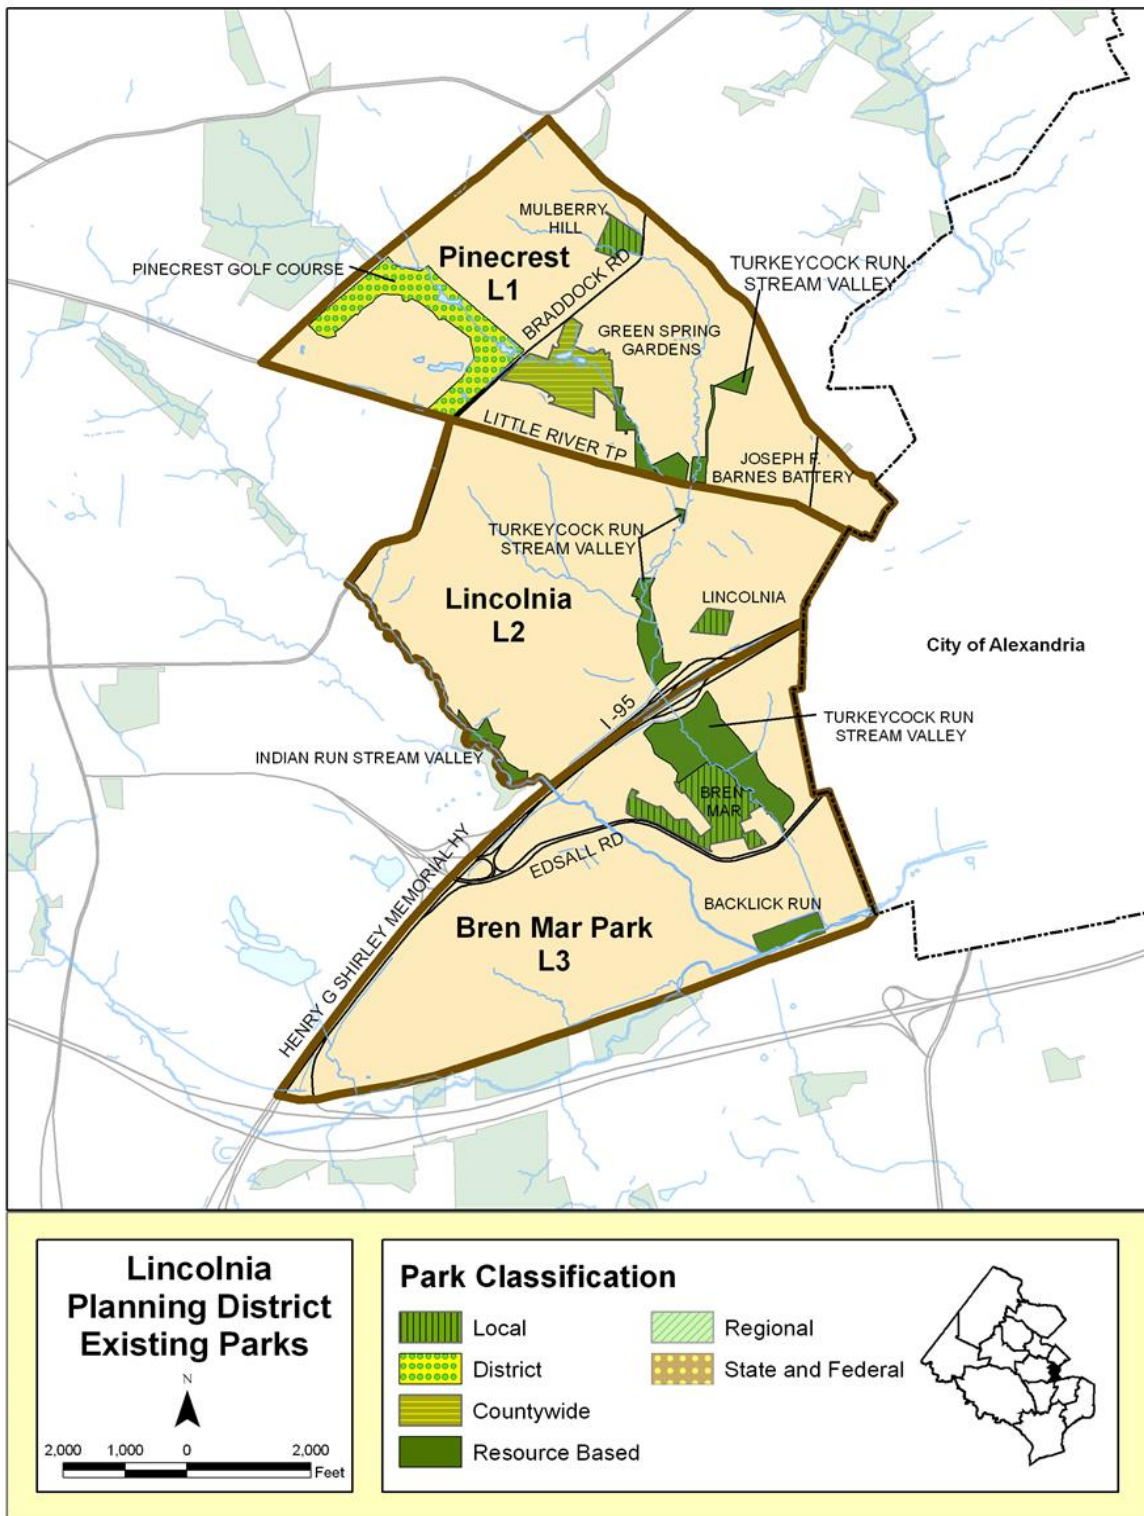 MULBERRY
HILL
Pinecrest
L1
PINECREST GOLF COURSE
BRADDOCK RD
TURKEYCOCK RUN
STREAM VALLEY
GREEN SPRING
GARDENS
LITTLE RIVER TP
JOSEPH F
BARNES BATTERY
TURKEYCOCK RUN
STREAM VALLEY
Lincolnia
L2
LINCOLNIA
City of Alexandria
I -95
TURKEYCOCK RUN
STREAM VALLEY
INDIAN RUN STREAM VALLEY
BREN
MAR
EDSALL RD
HENRY G SHIRLEY MEMORIAL HY
BACKLICK RUN
Bren Mar Park
L3
Lincolnia
Planning District
Existing Parks
N
2,000 1,000 0 2,000
Feet
Park Classification
Local
District
Countywide
Resource Based
Regional
State and Federal